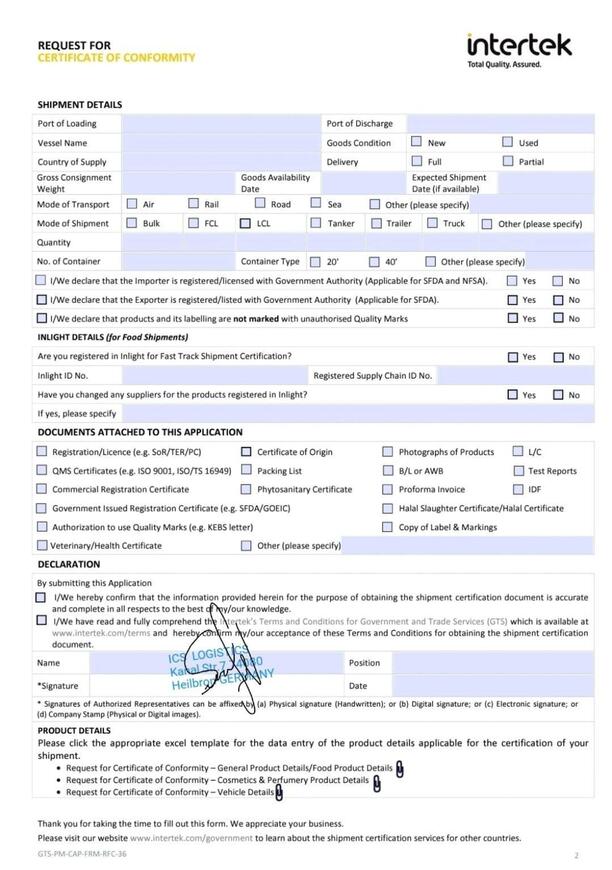 REQUEST FOR
CERTIFICATE OF CONFORMITY
intertek
Total Quality. Assured.
SHIPMENT DETAILS
Port of Loading Port of Discharge
Vessel Name Goods Condition New Used
Country of Supply Delivery Full Partial
Gross Consignment Weight Goods Availability Date Expected Shipment Date (if available)
Mode of Transport Air Rail Road Sea Other (please specify)
Mode of Shipment Bulk FCL LCL Tanker Trailer Truck Other (please specify)
Quantity
No. of Container Container Type 20' 40' Other (please specify)
I/We declare that the Importer is registered/licensed with Government Authority (Applicable for SFDA and NFSA). Yes No
I/We declare that the Exporter is registered/listed with Government Authority (Applicable for SFDA). Yes No
I/We declare that products and its labelling are not marked with unauthorised Quality Marks Yes No
INLIGHT DETAILS (for Food Shipments)
Are you registered in Inlight for Fast Track Shipment Certification? Yes No
Inlight ID No. Registered Supply Chain ID No.
Have you changed any suppliers for the products registered in Inlight? Yes No
If yes, please specify
DOCUMENTS ATTACHED TO THIS APPLICATION
Registration/Licence (e.g. SoR/TER/PC) Certificate of Origin Photographs of Products L/C
QMS Certificates (e.g. ISO 9001, ISO/TS 16949) Packing List B/L or AWB Test Reports
Commercial Registration Certificate Phytosanitary Certificate Proforma Invoice IDF
Government Issued Registration Certificate (e.g. SFDA/GOEIC) Halal Slaughter Certificate/Halal Certificate
Authorization to use Quality Marks (e.g. KEBS letter) Copy of Label & Markings
Veterinary/Health Certificate Other (please specify)
DECLARATION
By submitting this Application
I/We hereby confirm that the information provided herein for the purpose of obtaining the shipment certification document is accurate
and complete in all respects to the best of my/our knowledge.
I/We have read and fully comprehend the Intertek's Terms and Conditions for Government and Trade Services (GTS) which is available at
www.intertek.com/terms and hereby confirm my/our acceptance of these Terms and Conditions for obtaining the shipment certification
document.
Name Position
*Signature Date
ICS LOGISTICS
Kanal Str 7, 74080
Heilbron GERMANY
* Signatures of Authorized Representatives can be affixed by (a) Physical signature (Handwritten); or (b) Digital signature; or (c) Electronic signature; or
(d) Company Stamp (Physical or Digital images).
PRODUCT DETAILS
Please click the appropriate excel template for the data entry of the product details applicable for the certification of your
shipment.
• Request for Certificate of Conformity – General Product Details/Food Product Details
• Request for Certificate of Conformity – Cosmetics & Perfumery Product Details
• Request for Certificate of Conformity – Vehicle Details
Thank you for taking the time to fill out this form. We appreciate your business.
Please visit our website www.intertek.com/government to learn about the shipment certification services for other countries.
GTS-PM-CAP-FRM-RFC-36 2